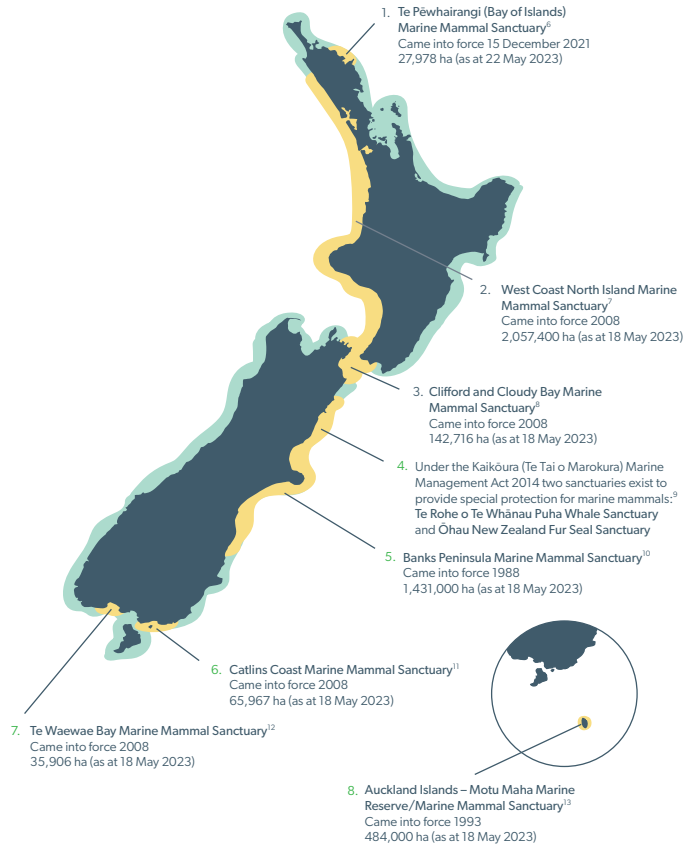 1. Te Pēwhairangi (Bay of Islands)
Marine Mammal Sanctuary⁶
Came into force 15 December 2021
27,978 ha (as at 22 May 2023)
2. West Coast North Island Marine
Mammal Sanctuary⁷
Came into force 2008
2,057,400 ha (as at 18 May 2023)
3. Clifford and Cloudy Bay Marine
Mammal Sanctuary⁸
Came into force 2008
142,716 ha (as at 18 May 2023)
4. Under the Kaikōura (Te Tai o Marokura) Marine
Management Act 2014 two sanctuaries exist to
provide special protection for marine mammals:⁹
Te Rohe o Te Whānau Puha Whale Sanctuary
and Ōhau New Zealand Fur Seal Sanctuary
5. Banks Peninsula Marine Mammal Sanctuary¹⁰
Came into force 1988
1,431,000 ha (as at 18 May 2023)
6. Catlins Coast Marine Mammal Sanctuary¹¹
Came into force 2008
65,967 ha (as at 18 May 2023)
7. Te Waewae Bay Marine Mammal Sanctuary¹²
Came into force 2008
35,906 ha (as at 18 May 2023)
8. Auckland Islands – Motu Maha Marine
Reserve/Marine Mammal Sanctuary¹³
Came into force 1993
484,000 ha (as at 18 May 2023)